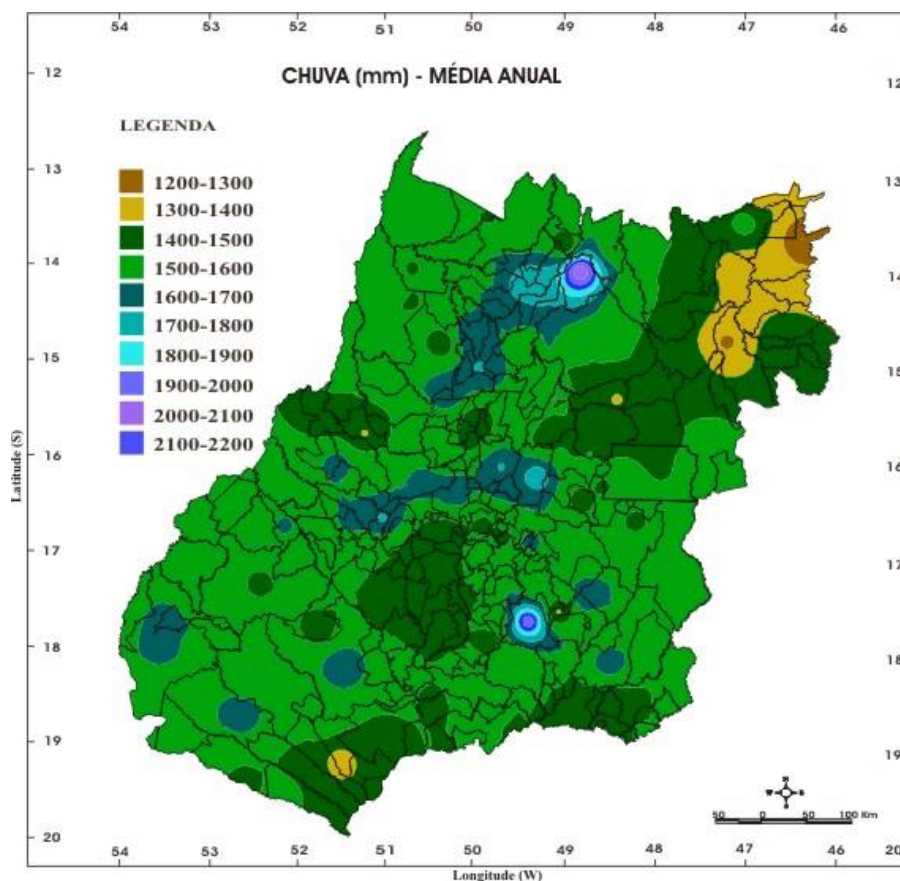 54 53 52 51 50 49 48 47 46
12 12
CHUVA (mm) - MÉDIA ANUAL
LEGENDA
13 13
1200-1300
1300-1400
1400-1500
14 14
1500-1600
1600-1700
1700-1800
15 15
1800-1900
1900-2000
2000-2100
2100-2200
16 16
Latitude (S)
17 17
18 18
19 19
N
W E
S
50 0 50 100 Km
20 20
54 53 52 51 50 49 48 47 46
Longitude (W)